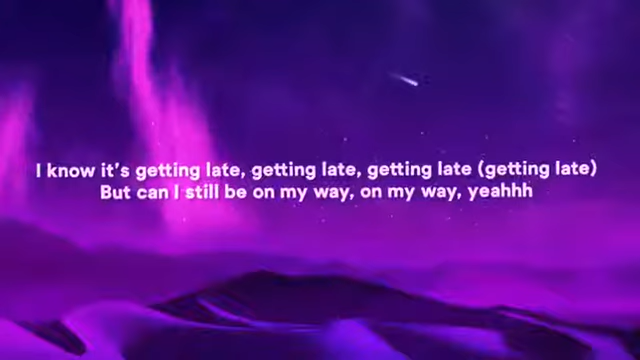 I know it's getting late, getting late, getting late (getting late)
But can I still be on my way, on my way, yeahhh